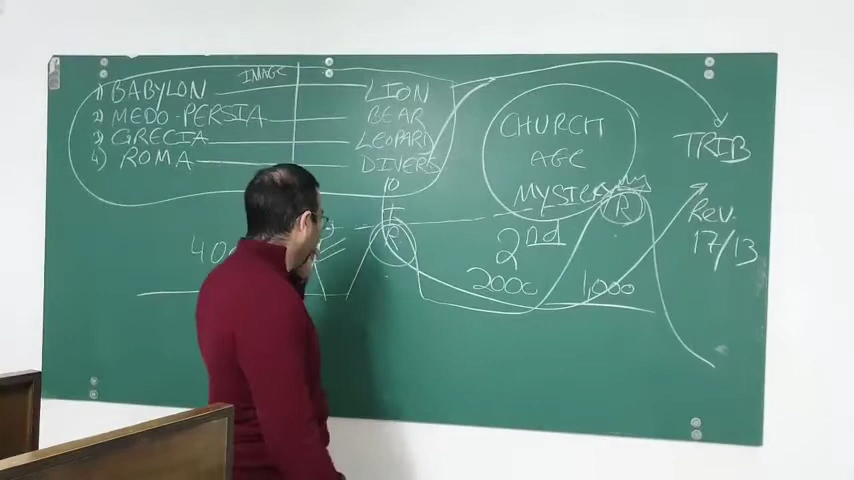 IMAGE
1) BABYLON LION
2) MEDO-PERSIA BEAR
3) GRECIA LEOPARD
4) ROMA DIVERS
10
CHURCH
AGE
MYSTERY
TRIB
R
Rev.
17/13
2nd
2000
1,000